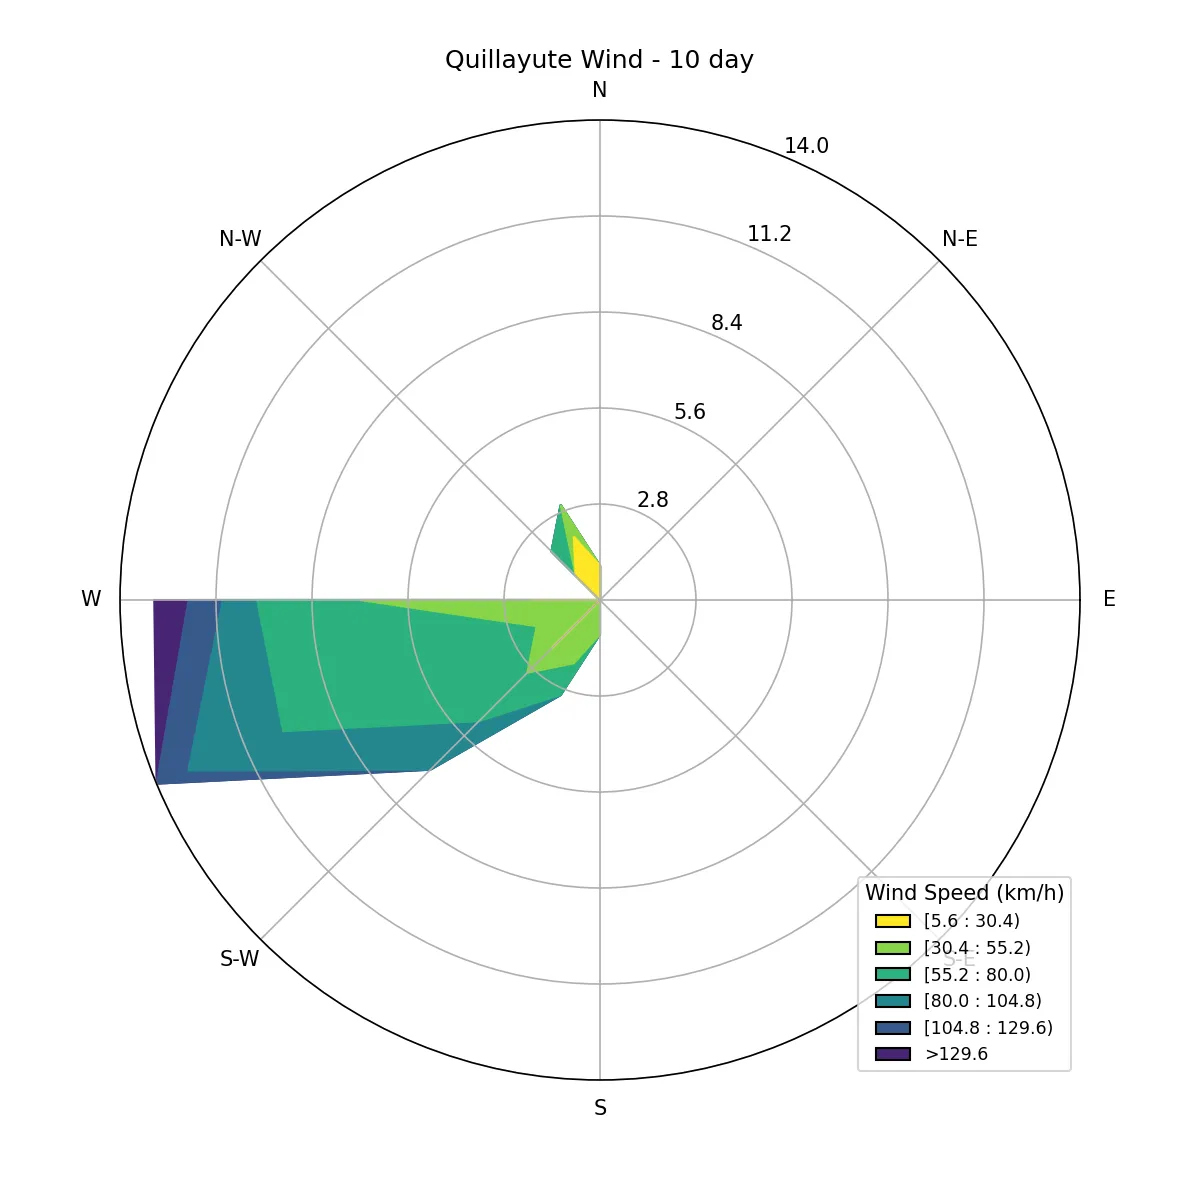 Quillayute Wind - 10 day
N
14.0
N-W
11.2
N-E
8.4
5.6
2.8
W
E
S-W
S-E
S
Wind Speed (km/h)
[5.6 : 30.4)
[30.4 : 55.2)
[55.2 : 80.0)
[80.0 : 104.8)
[104.8 : 129.6)
>129.6